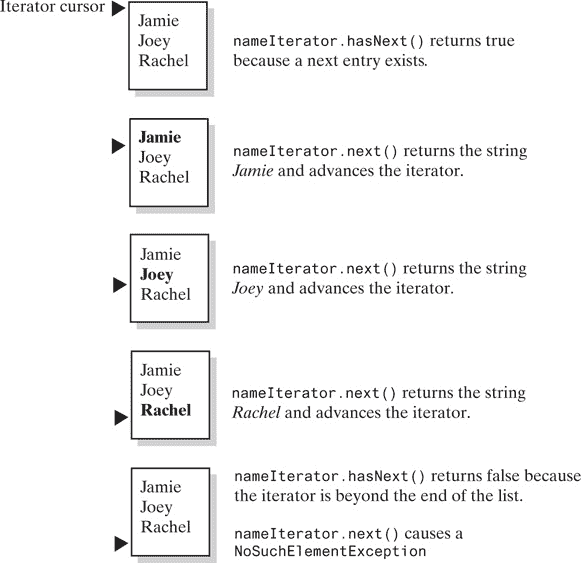 Iterator cursor
Jamie
Joey
Rachel
nameIterator.hasNext() returns true
because a next entry exists.
Jamie
Joey
Rachel
nameIterator.next() returns the string
Jamie and advances the iterator.
Jamie
Joey
Rachel
nameIterator.next() returns the string
Joey and advances the iterator.
Jamie
Joey
Rachel
nameIterator.next() returns the string
Rachel and advances the iterator.
Jamie
Joey
Rachel
nameIterator.hasNext() returns false because
the iterator is beyond the end of the list.
nameIterator.next() causes a
NoSuchElementException